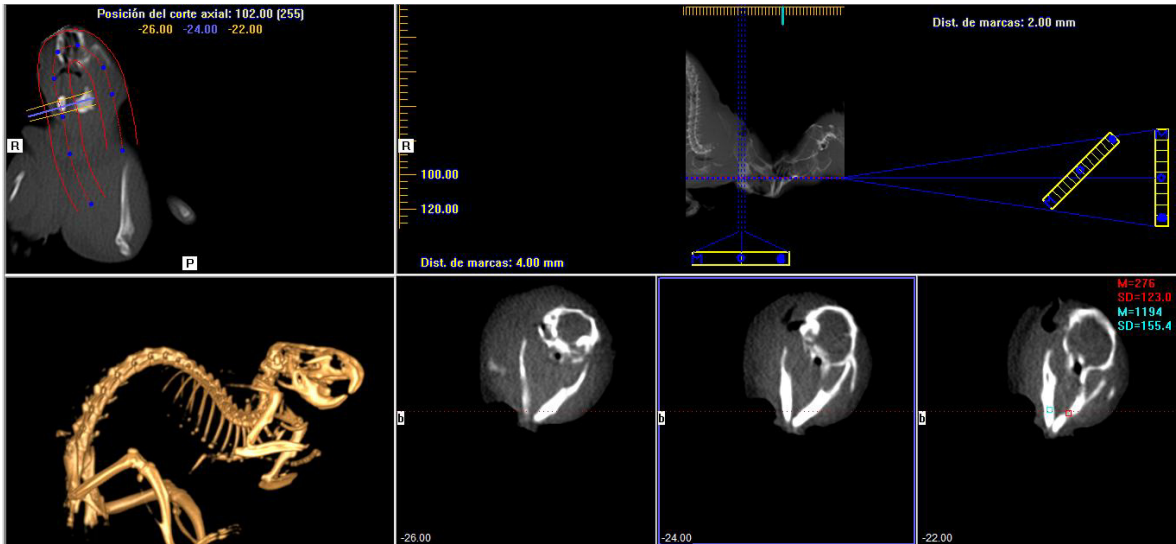 Posición del corte axial: 102.00 (255)
-26.00 -24.00 -22.00
R
P
Dist. de marcas: 2.00 mm
R
100.00
120.00
Dist. de marcas: 4.00 mm
b
-26.00
b
-24.00
M=276
SD=123.0
M=1194
SD=155.4
b
-22.00